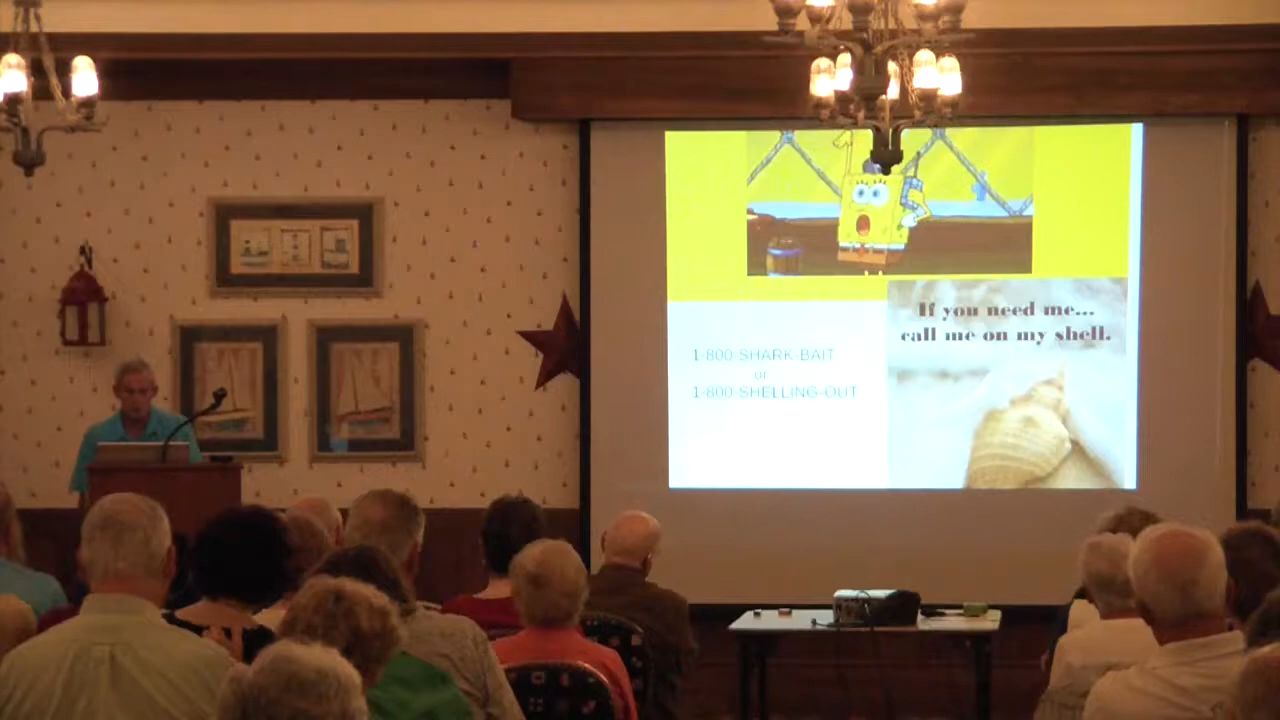 If you need me...
call me on my shell.
1-800-SHARK-BAIT
or
1-800-SHELLING-OUT